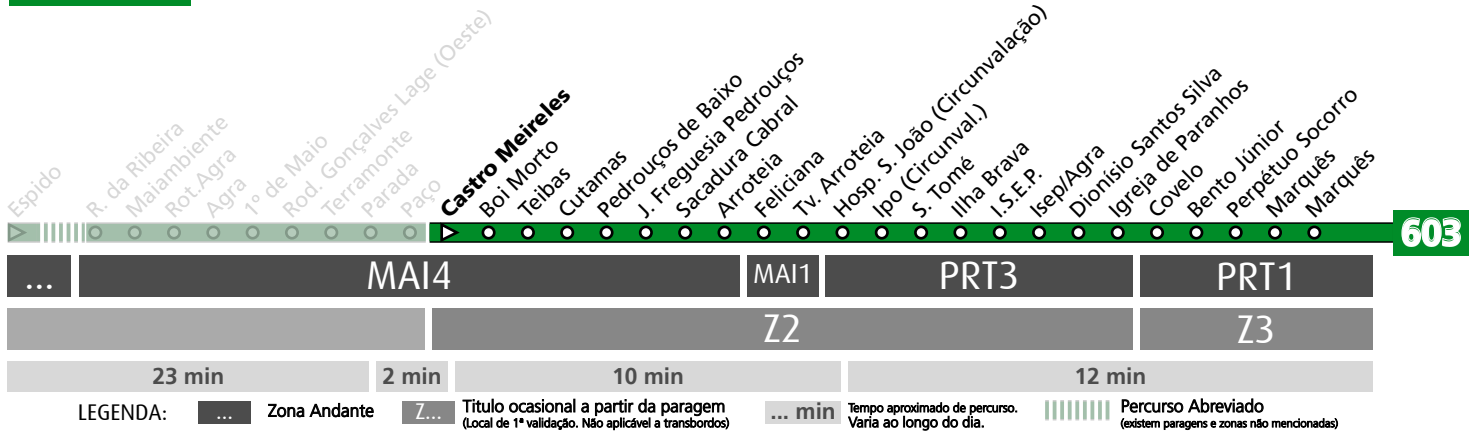 Espido
R. da Ribeira
Maiambiente
Rot.Agra
Agra
1º de Maio
Rod. Gonçalves Lage (Oeste)
Terramonte
Parada
Paço
Castro Meireles
Boi Morto
Teibas
Cutamas
Pedrouços de Baixo
J. Freguesia Pedrouços
Sacadura Cabral
Arroteia
Feliciana
Tv. Arroteia
Hosp. S. João (Circunvalação)
Ipo (Circunval.)
S. Tomé
Ilha Brava
I.S.E.P.
Isep/Agra
Dionísio Santos Silva
Igreja de Paranhos
Covelo
Bento Júnior
Perpétuo Socorro
Marquês
Marquês
603
... MAI4 MAI1 PRT3 PRT1
Z2 Z3
23 min 2 min 10 min 12 min
LEGENDA: ... Zona Andante Z... Titulo ocasional a partir da paragem
(Local de 1ª validação. Não aplicável a transbordos)
... min Tempo aproximado de percurso.
Varia ao longo do dia.
Percurso Abreviado
(existem paragens e zonas não mencionadas)